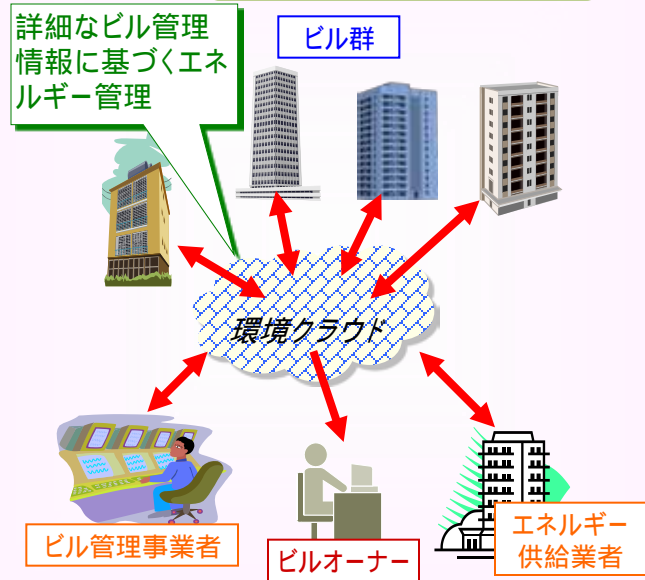 詳細なビル管理
情報に基づくエネ
ルギー管理
ビル群
環境クラウド
ビル管理事業者
ビルオーナー
エネルギー
供給業者